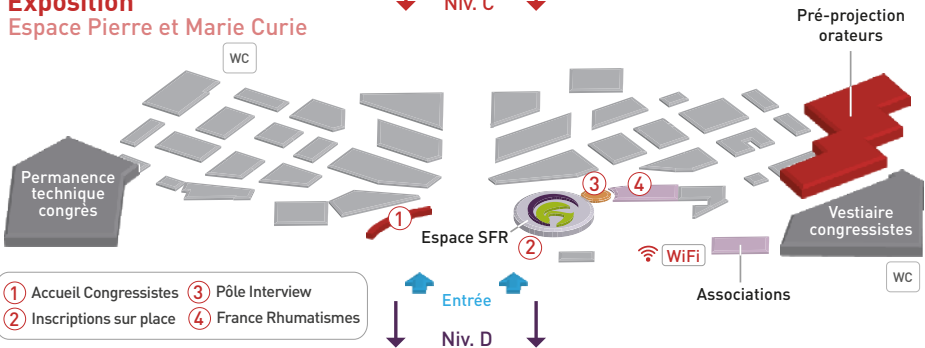 Exposition
Espace Pierre et Marie Curie
Niv. C
Pré-projection
orateurs
WC
Permanence
technique
congrès
1
Espace SFR
2
3
4
WiFi
Associations
Vestiaire
congressistes
WC
1 Accueil Congressistes
2 Inscriptions sur place
3 Pôle Interview
4 France Rhumatismes
Entrée
Niv. D